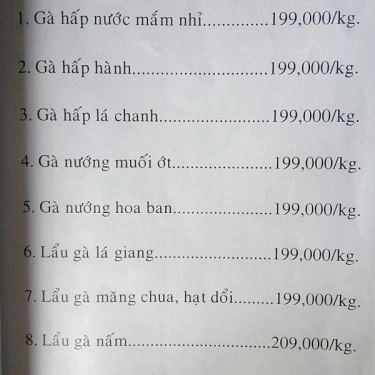 1. Gà hấp nước mắm nhỉ..............199,000/kg.
2. Gà hấp hành.........................199,000/kg.
3. Gà hấp lá chanh.....................199,000/kg.
4. Gà nướng muối ớt..................199,000/kg.
5. Gà nướng hoa ban..................199,000/kg.
6. Lẩu gà lá giang.....................199,000/kg.
7. Lẩu gà măng chua, hạt dổi.......199,000/kg.
8. Lẩu gà nấm..........................209,000/kg.